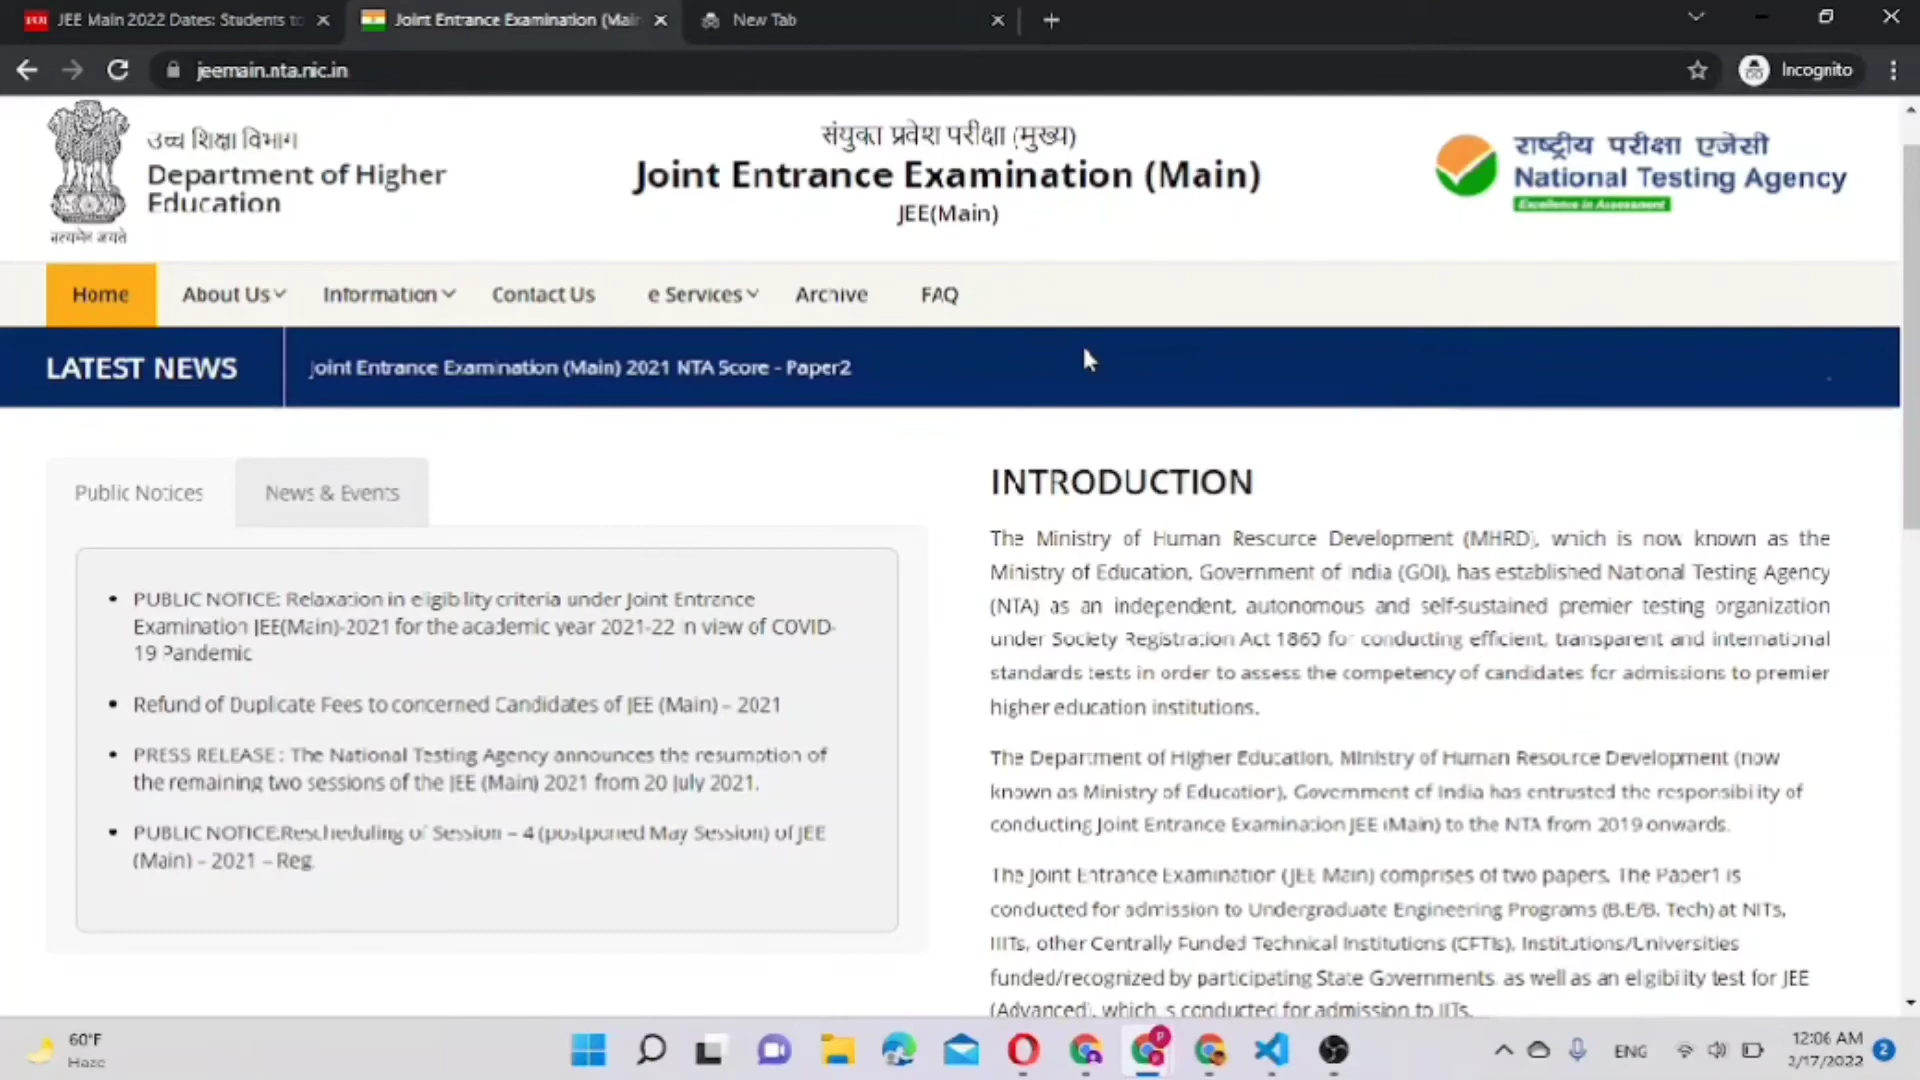 JEE Main 2022 Dates: Students to
Joint Entrance Examination (Main
New Tab
jeemain.nta.nic.in
Incognito
उच्च शिक्षा विभाग
Department of Higher
Education
सत्यमेव जयते
संयुक्त प्रवेश परीक्षा (मुख्य)
Joint Entrance Examination (Main)
JEE(Main)
राष्ट्रीय परीक्षा एजेंसी
National Testing Agency
Excellence in Assessment
Home
About Us
Information
Contact Us
e Services
Archive
FAQ
LATEST NEWS
Joint Entrance Examination (Main) 2021 NTA Score - Paper2
Public Notices
News & Events
• PUBLIC NOTICE: Relaxation in eligibility criteria under Joint Entrance
Examination JEE(Main)-2021 for the academic year 2021-22 in view of COVID-
19 Pandemic
• Refund of Duplicate Fees to concerned Candidates of JEE (Main) – 2021
• PRESS RELEASE : The National Testing Agency announces the resumption of
the remaining two sessions of the JEE (Main) 2021 from 20 July 2021.
• PUBLIC NOTICE:Rescheduling of Session – 4 (postponed May Session) of JEE
(Main) – 2021 – Reg.
INTRODUCTION
The Ministry of Human Resource Development (MHRD), which is now known as the
Ministry of Education, Government of India (GOI), has established National Testing Agency
(NTA) as an independent, autonomous and self-sustained premier testing organization
under Society Registration Act 1860 for conducting efficient, transparent and international
standards tests in order to assess the competency of candidates for admissions to premier
higher education institutions.
The Department of Higher Education, Ministry of Human Resource Development (now
known as Ministry of Education), Government of India has entrusted the responsibility of
conducting Joint Entrance Examination JEE (Main) to the NTA from 2019 onwards.
The Joint Entrance Examination (JEE Main) comprises of two papers. The Paper1 is
conducted for admission to Undergraduate Engineering Programs (B.E/B. Tech) at NITs,
IIITs, other Centrally Funded Technical Institutions (CFTIs), Institutions/Universities
funded/recognized by participating State Governments, as well as an eligibility test for JEE
(Advanced), which is conducted for admission to IITs.
60°F
Haze
ENG
12:06 AM
2/17/2022
2